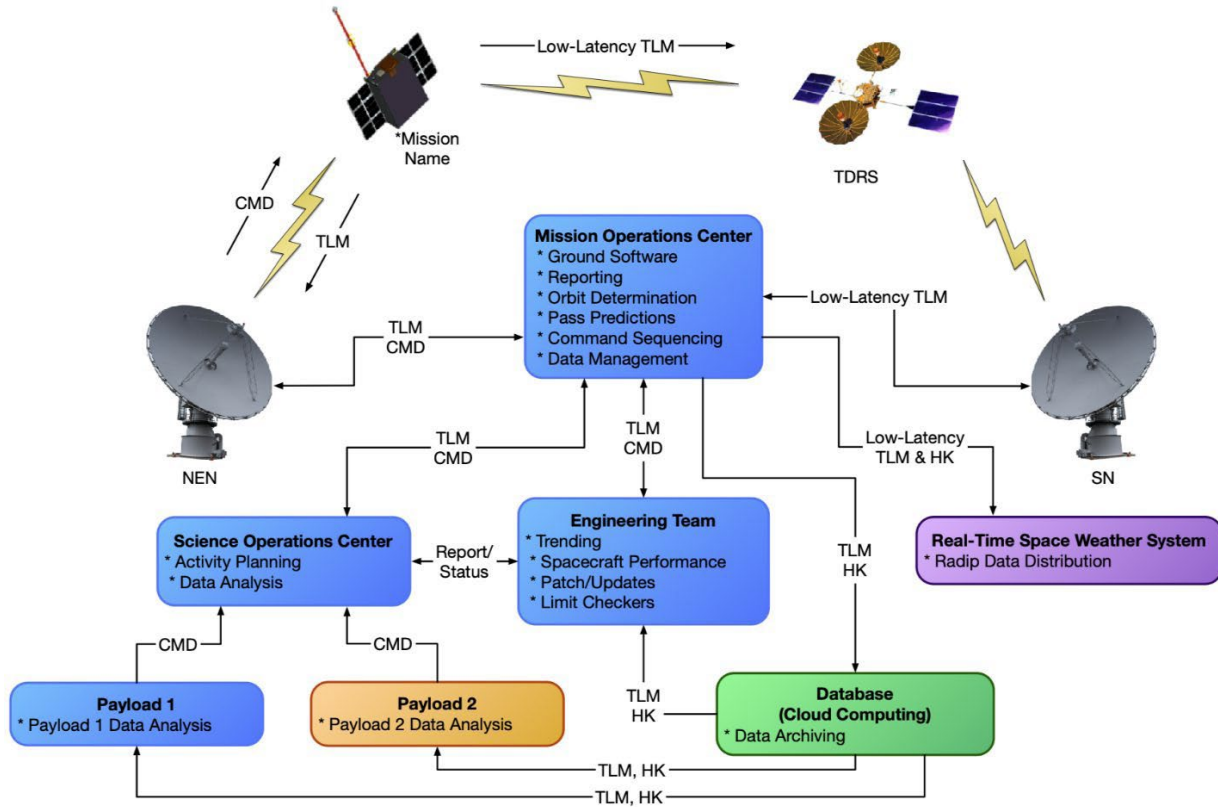 Low-Latency TLM
*Mission
Name
TDRS
CMD
TLM
Mission Operations Center
* Ground Software
* Reporting
* Orbit Determination
* Pass Predictions
* Command Sequencing
* Data Management
Low-Latency TLM
TLM
CMD
NEN
SN
TLM
CMD
TLM
CMD
Low-Latency
TLM & HK
Science Operations Center
* Activity Planning
* Data Analysis
Report/
Status
Engineering Team
* Trending
* Spacecraft Performance
* Patch/Updates
* Limit Checkers
TLM
HK
Real-Time Space Weather System
* Radip Data Distribution
CMD
CMD
Payload 1
* Payload 1 Data Analysis
Payload 2
* Payload 2 Data Analysis
TLM
HK
Database
(Cloud Computing)
* Data Archiving
TLM, HK
TLM, HK